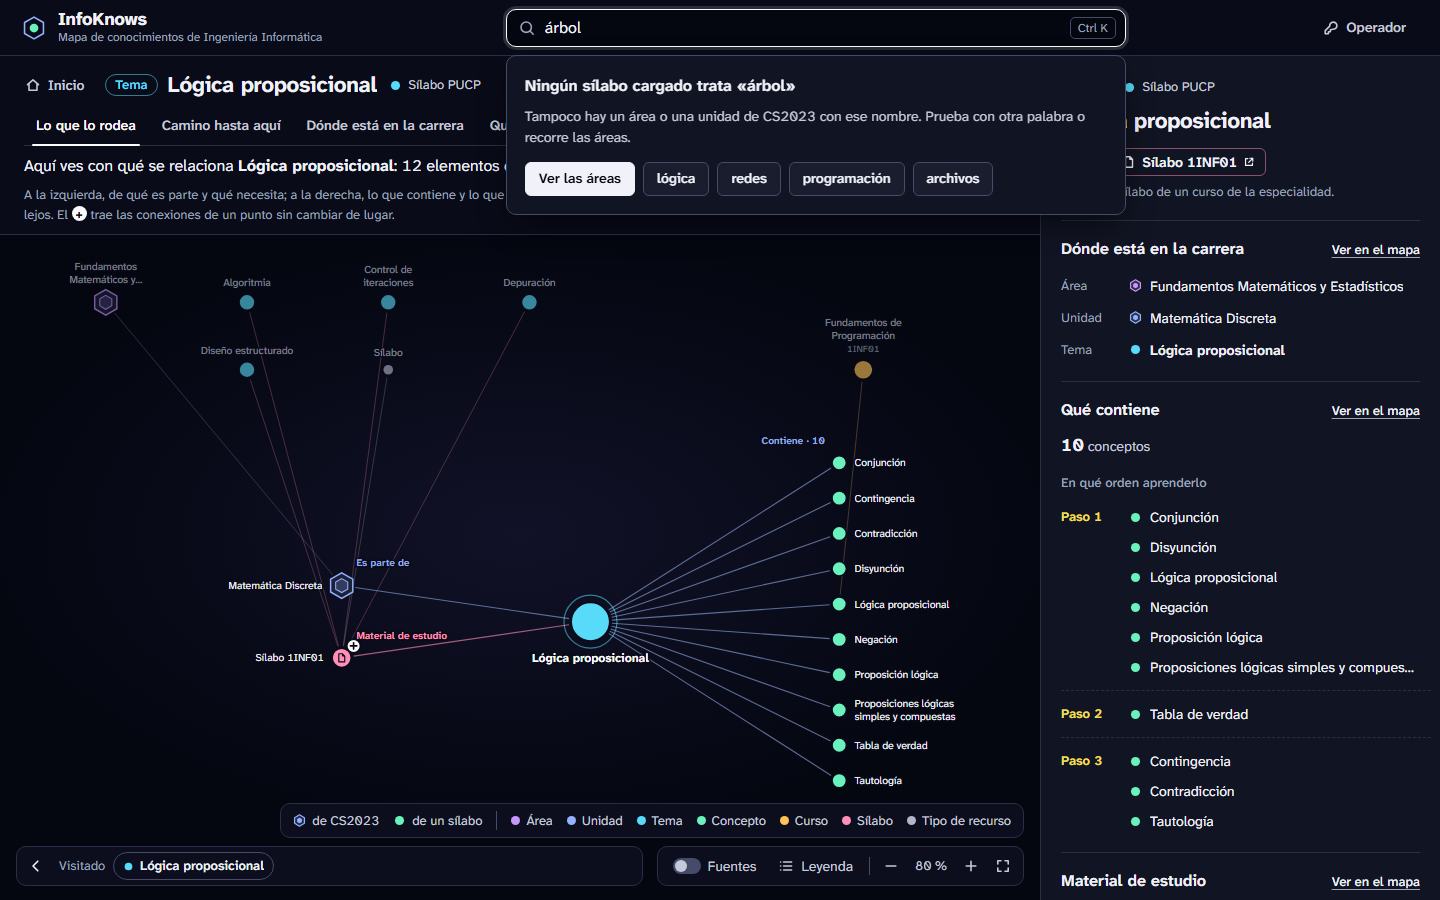 InfoKnows
Mapa de conocimientos de Ingeniería Informática
árbol
Ctrl K
Operador
Inicio
Tema
Lógica proposicional
Sílabo PUCP
Lo que lo rodea
Camino hasta aquí
Dónde está en la carrera
Qu
Aquí ves con qué se relaciona Lógica proposicional: 12 elementos
A la izquierda, de qué es parte y qué necesita; a la derecha, lo que contiene y lo que
lejos. El + trae las conexiones de un punto sin cambiar de lugar.
Ningún sílabo cargado trata «árbol»
Tampoco hay un área o una unidad de CS2023 con ese nombre. Prueba con otra palabra o
recorre las áreas.
Ver las áreas
lógica
redes
programación
archivos
Sílabo PUCP
proposicional
Sílabo 1INF01
ílabo de un curso de la especialidad.
Dónde está en la carrera
Ver en el mapa
Área
Fundamentos Matemáticos y Estadísticos
Unidad
Matemática Discreta
Tema
Lógica proposicional
Qué contiene
Ver en el mapa
10 conceptos
En qué orden aprenderlo
Paso 1
Conjunción
Disyunción
Lógica proposicional
Negación
Proposición lógica
Proposiciones lógicas simples y compues...
Paso 2
Tabla de verdad
Paso 3
Contingencia
Contradicción
Tautología
Material de estudio
Ver en el mapa
Fundamentos
Matemáticos y...
Algoritmia
Control de
iteraciones
Depuración
Diseño estructurado
Sílabo
Fundamentos de
Programación
1INF01
Contiene · 10
Conjunción
Contingencia
Contradicción
Disyunción
Lógica proposicional
Negación
Proposición lógica
Proposiciones lógicas
simples y compuestas
Tabla de verdad
Tautología
Es parte de
Matemática Discreta
Material de estudio
Sílabo 1INF01
Lógica proposicional
de CS2023
de un sílabo
Área
Unidad
Tema
Concepto
Curso
Sílabo
Tipo de recurso
Visitado
Lógica proposicional
Fuentes
Leyenda
80 %